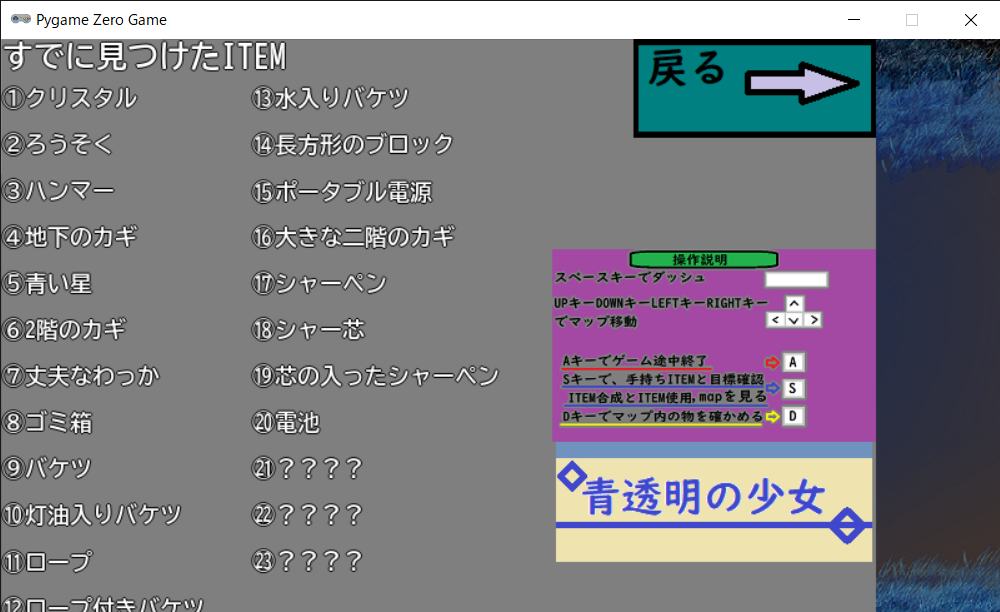 Pygame Zero Game
すでに見つけたITEM
①クリスタル
②ろうそく
③ハンマー
④地下のカギ
⑤青い星
⑥2階のカギ
⑦丈夫なわっか
⑧ゴミ箱
⑨バケツ
⑩灯油入りバケツ
⑪ロープ
⑫ロープ付きバケツ
⑬水入りバケツ
⑭長方形のブロック
⑮ポータブル電源
⑯大きな二階のカギ
⑰シャーペン
⑱シャー芯
⑲芯の入ったシャーペン
⑳電池
㉑？？？？
㉒？？？？
㉓？？？？
戻る
操作説明
スペースキーでダッシュ
UPキーDOWNキーLEFTキーRIGHTキー
でマップ移動
Aキーでゲーム途中終了
A
Sキーで、手持ちITEMと目標確認
S
ITEM合成とITEM使用,mapを見る
Dキーでマップ内の物を確かめる
D
青透明の少女